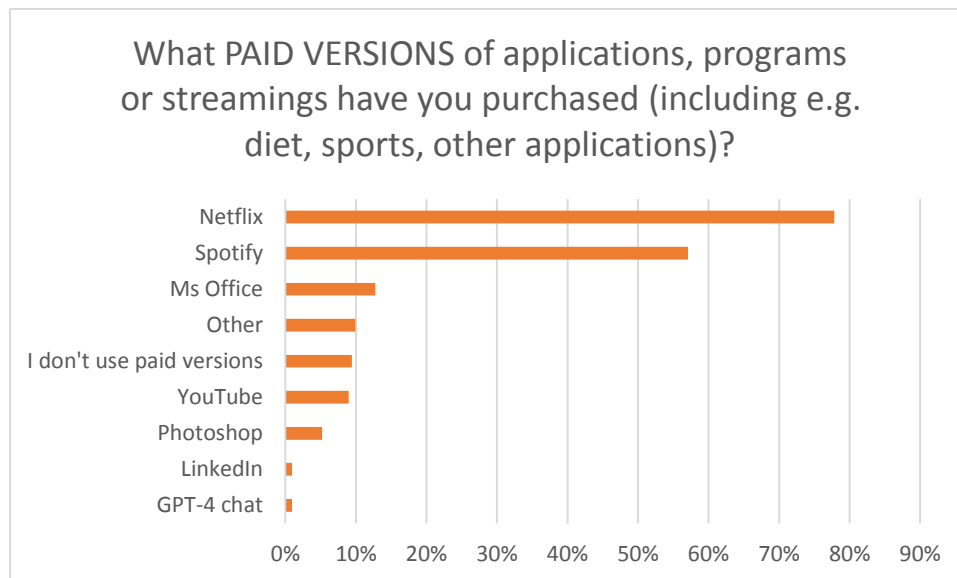 What PAID VERSIONS of applications, programs
or streamings have you purchased (including e.g.
diet, sports, other applications)?
Netflix
Spotify
Ms Office
Other
I don't use paid versions
YouTube
Photoshop
LinkedIn
GPT-4 chat
0% 10% 20% 30% 40% 50% 60% 70% 80% 90%